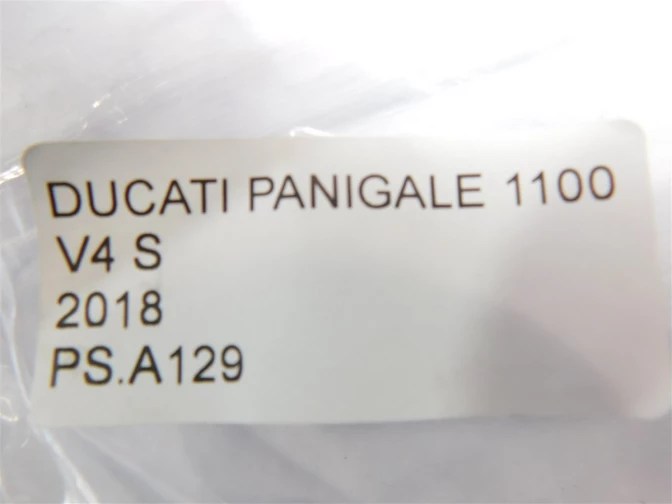 DUCATI PANIGALE 1100
V4 S
2018
PS.A129